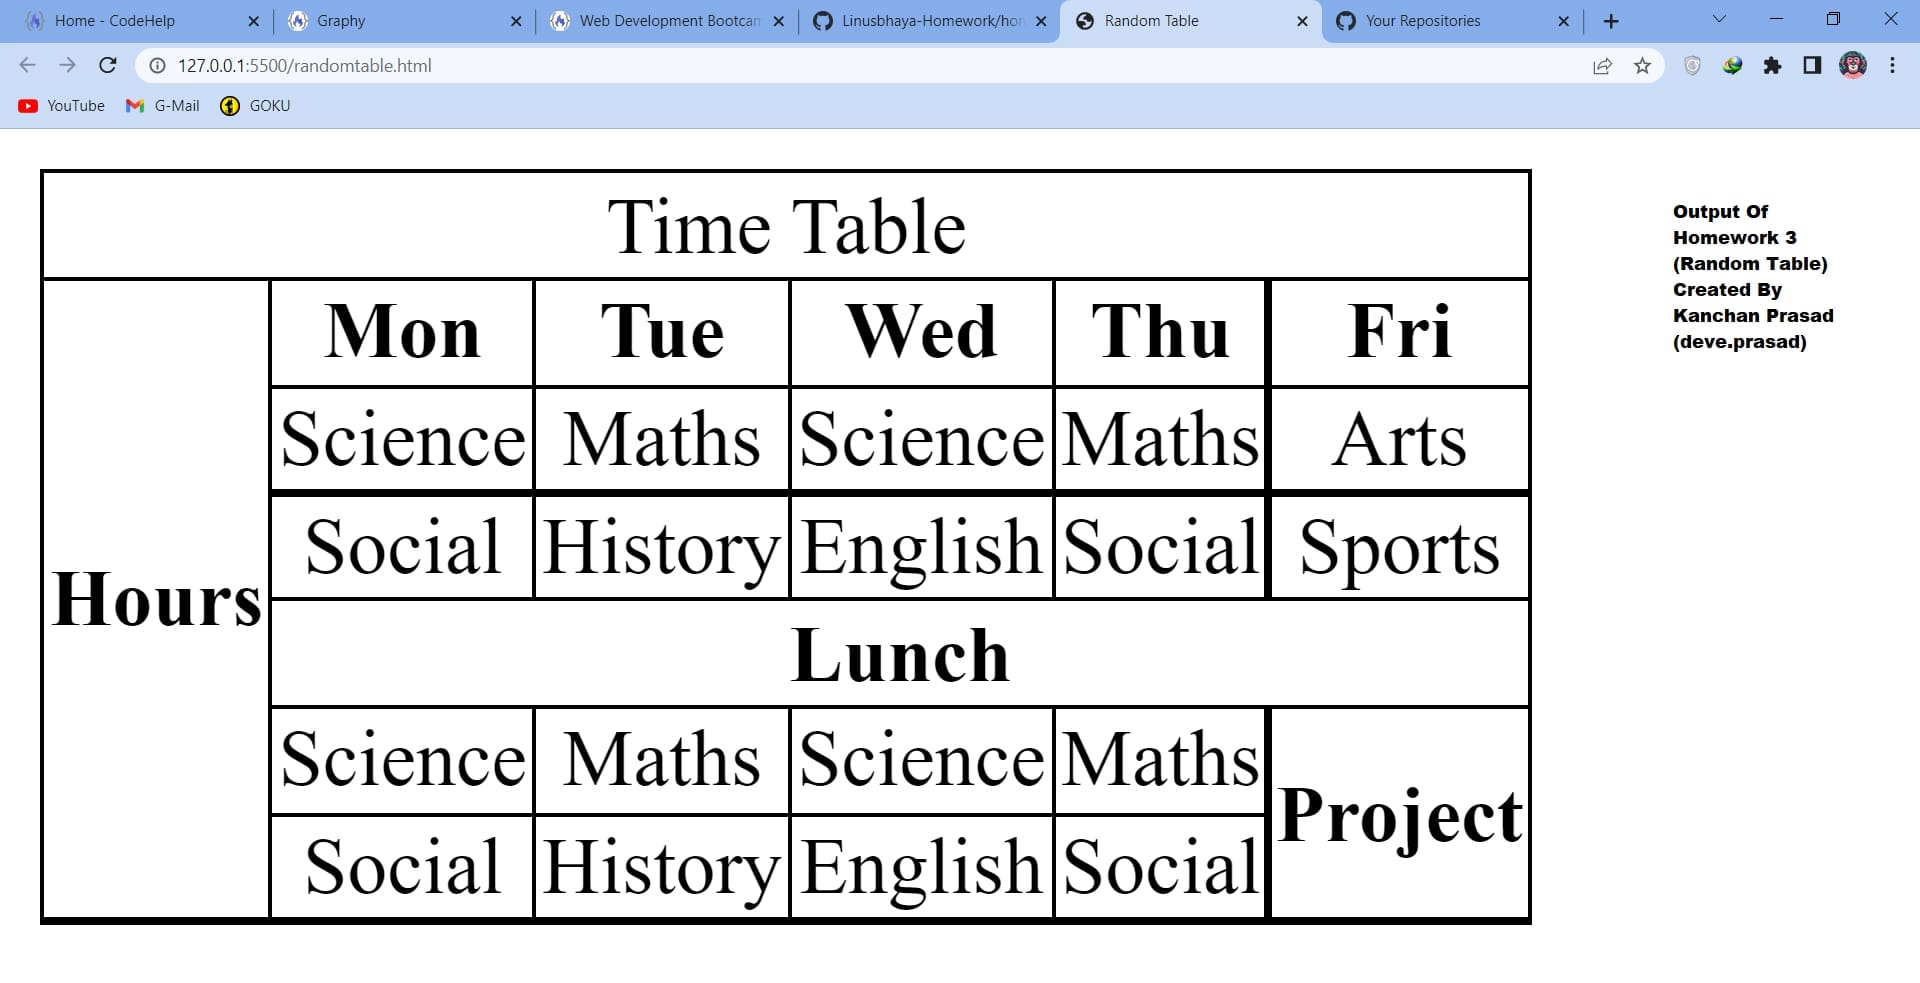 Home - CodeHelp
Graphy
Web Development Bootcam
Linusbhaya-Homework/hon
Random Table
Your Repositories
127.0.0.1:5500/randomtable.html
YouTube
G-Mail
GOKU
Time Table
Hours
Mon Tue Wed Thu Fri
Science Maths Science Maths Arts
Social History English Social Sports
Lunch
Science Maths Science Maths Project
Social History English Social
Output Of
Homework 3
(Random Table)
Created By
Kanchan Prasad
(deve.prasad)